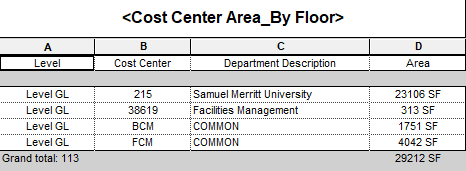 <Cost Center Area_By Floor>
A B C D
Level Cost Center Department Description Area
Level GL 215 Samuel Merritt University 23106 SF
Level GL 38619 Facilities Management 313 SF
Level GL BCM COMMON 1751 SF
Level GL FCM COMMON 4042 SF
Grand total: 113 29212 SF